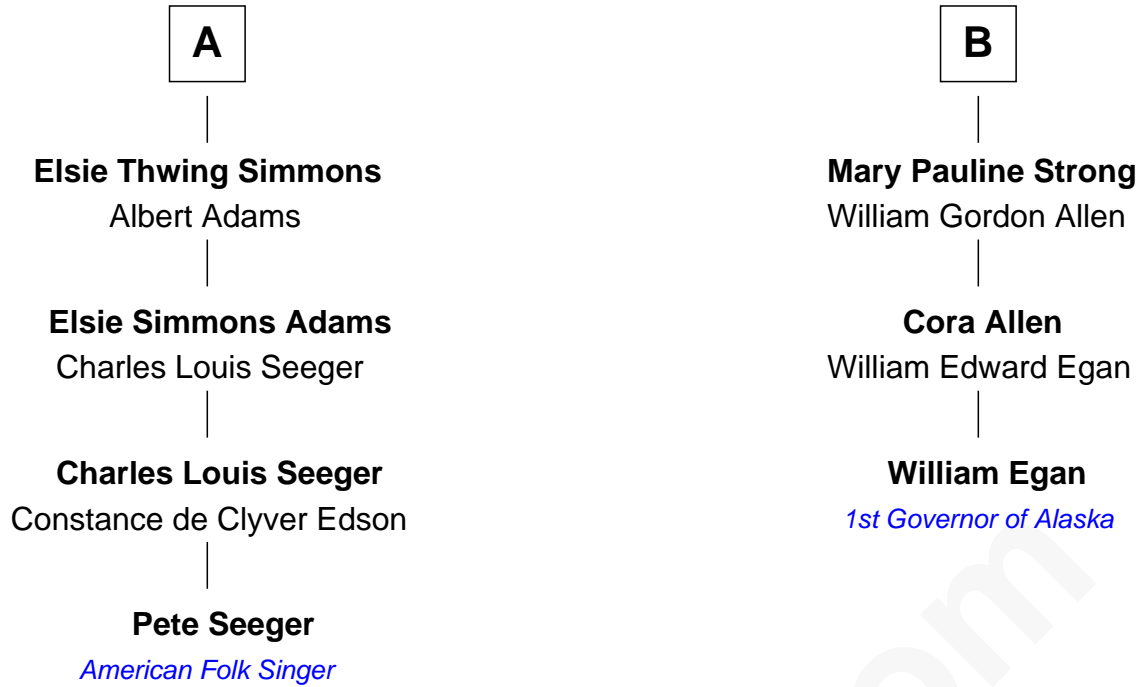 A
Elsie Thwing Simmons
Albert Adams
Elsie Simmons Adams
Charles Louis Seeger
Charles Louis Seeger
Constance de Clyver Edson
Pete Seeger
American Folk Singer
B
Mary Pauline Strong
William Gordon Allen
Cora Allen
William Edward Egan
William Egan
1st Governor of Alaska
om